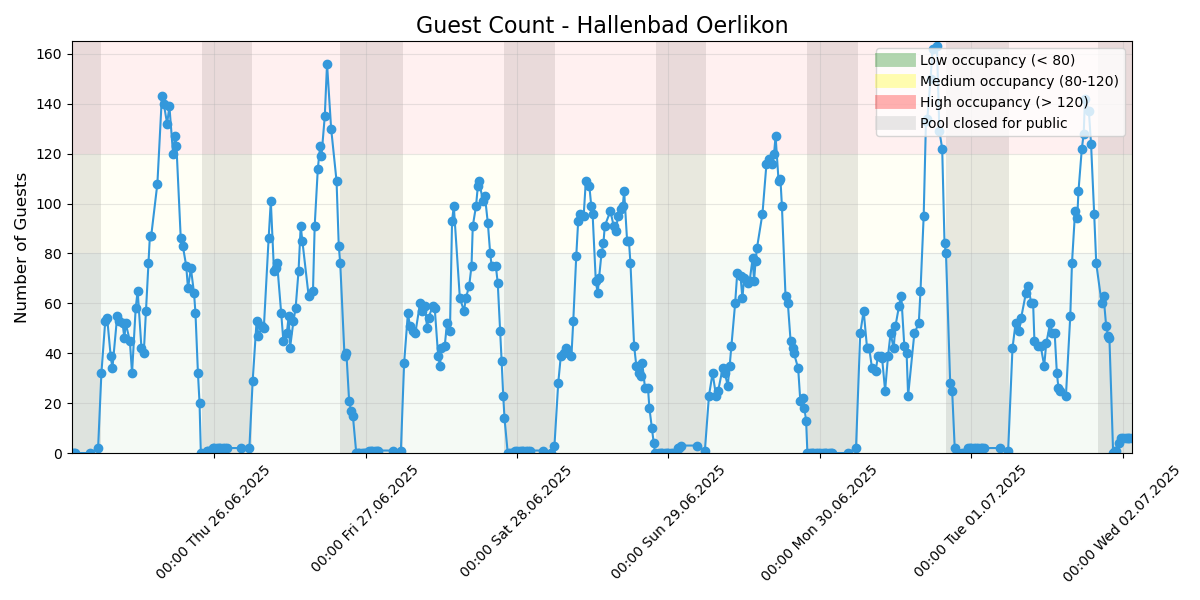 Guest Count - Hallenbad Oerlikon
Number of Guests
160
140
120
100
80
60
40
20
0
Low occupancy (< 80)
Medium occupancy (80-120)
High occupancy (> 120)
Pool closed for public
00:00 Thu 26.06.2025
00:00 Fri 27.06.2025
00:00 Sat 28.06.2025
00:00 Sun 29.06.2025
00:00 Mon 30.06.2025
00:00 Tue 01.07.2025
00:00 Wed 02.07.2025